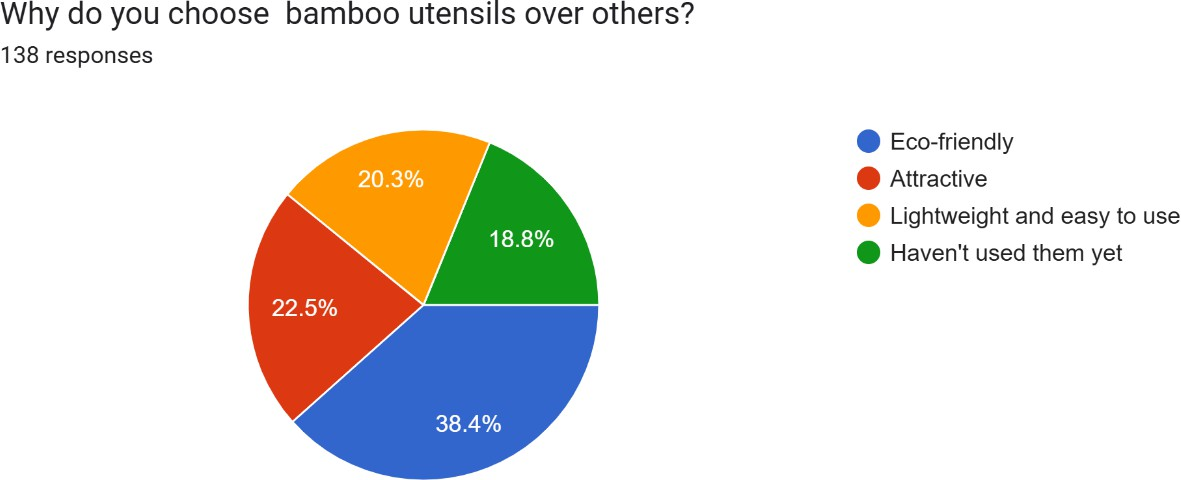 Why do you choose  bamboo utensils over others?
138 responses
20.3%
18.8%
22.5%
38.4%
Eco-friendly
Attractive
Lightweight and easy to use
Haven't used them yet